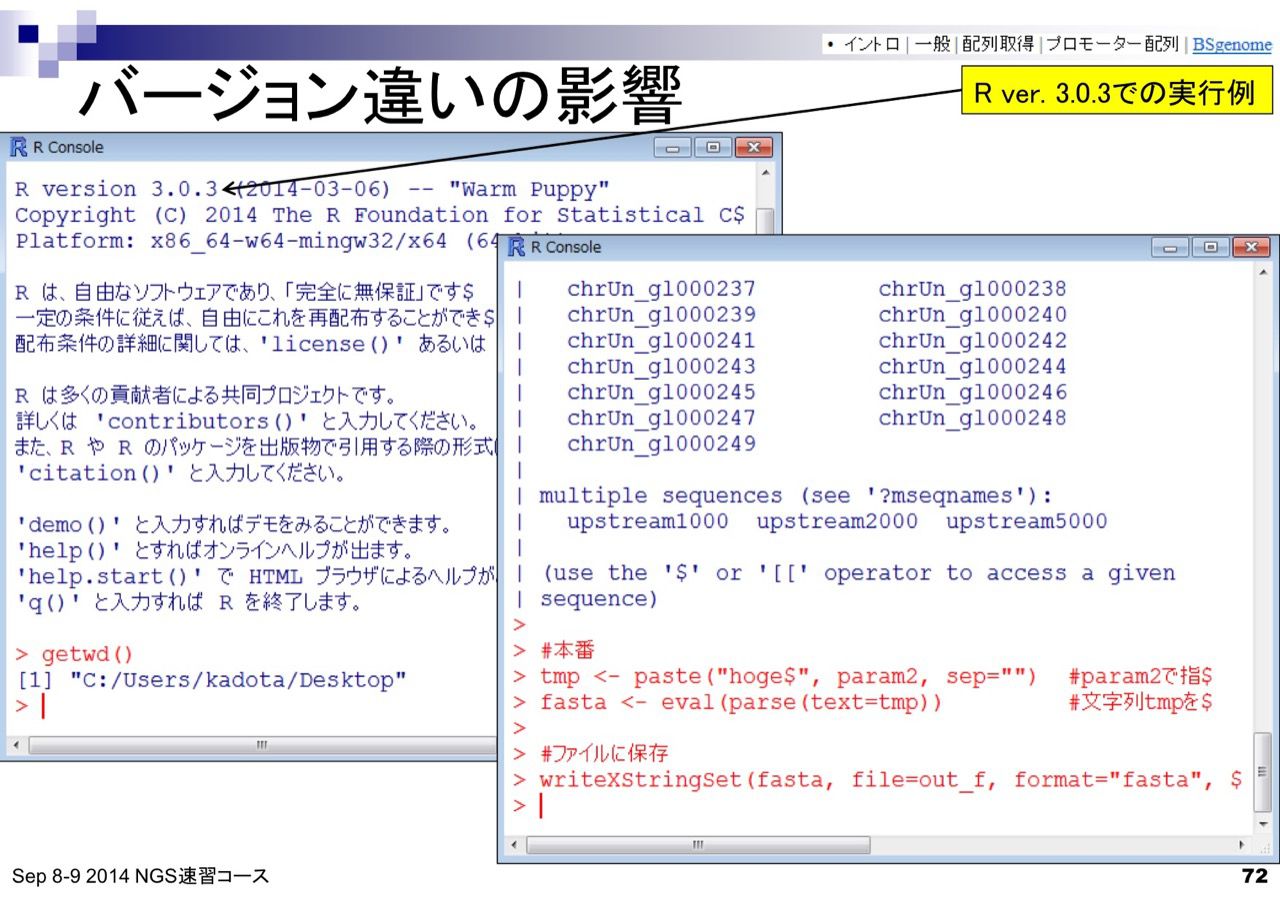 • イントロ | 一般 | 配列取得 | プロモーター配列 | BSgenome
バージョン違いの影響
R ver. 3.0.3での実行例
R Console
R version 3.0.3 (2014-03-06) -- "Warm Puppy"
Copyright (C) 2014 The R Foundation for Statistical C$
Platform: x86_64-w64-mingw32/x64 (64
R は、自由なソフトウェアであり、「完全に無保証」です$
一定の条件に従えば、自由にこれを再配布することができ$
配布条件の詳細に関しては、'license()' あるいは
R は多くの貢献者による共同プロジェクトです。
詳しくは 'contributors()' と入力してください。
また、R や R のパッケージを出版物で引用する際の形式
'citation()' と入力してください。
'demo()' と入力すればデモをみることができます。
'help()' とすればオンラインヘルプが出ます。
'help.start()' で HTML ブラウザによるヘルプが
'q()' と入力すれば R を終了します。
> getwd()
[1] "C:/Users/kadota/Desktop"
>
R Console
| chrUn_gl000237 chrUn_gl000238
| chrUn_gl000239 chrUn_gl000240
| chrUn_gl000241 chrUn_gl000242
| chrUn_gl000243 chrUn_gl000244
| chrUn_gl000245 chrUn_gl000246
| chrUn_gl000247 chrUn_gl000248
| chrUn_gl000249
|
| multiple sequences (see '?mseqnames'):
| upstream1000 upstream2000 upstream5000
|
| (use the '$' or '[[' operator to access a given
| sequence)
>
> #本番
> tmp <- paste("hoge$", param2, sep="") #param2で指$
> fasta <- eval(parse(text=tmp)) #文字列tmpを$
>
> #ファイルに保存
> writeXStringSet(fasta, file=out_f, format="fasta", $
>
Sep 8-9 2014 NGS速習コース
72